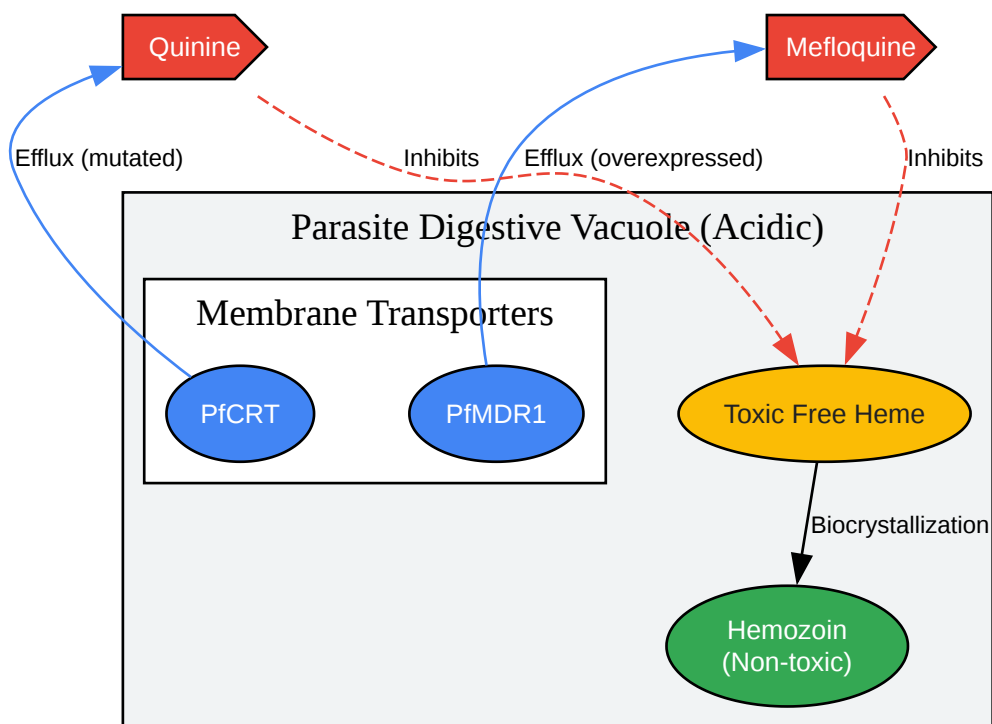 Quinine
Mefloquine
Efflux (mutated)
Inhibits
Efflux (overexpressed)
Inhibits
Parasite Digestive Vacuole (Acidic)
Membrane Transporters
PfCRT
PfMDR1
Toxic Free Heme
Biocrystallization
Hemozoin
(Non-toxic)